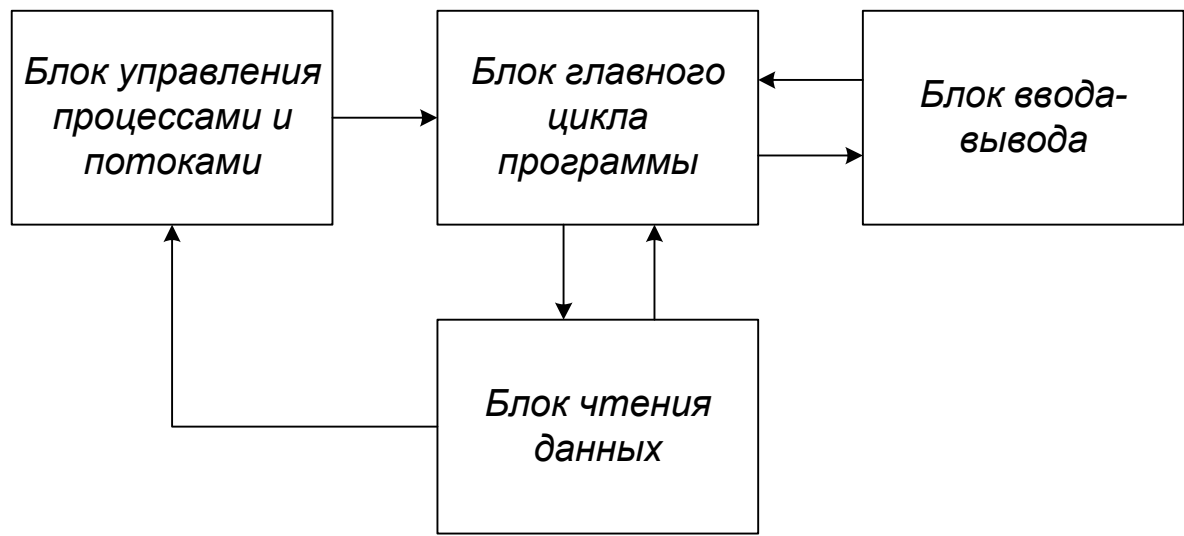 Блок управления
процессами и
потоками
Блок главного
цикла
программы
Блок ввода-
вывода
Блок чтения
данных